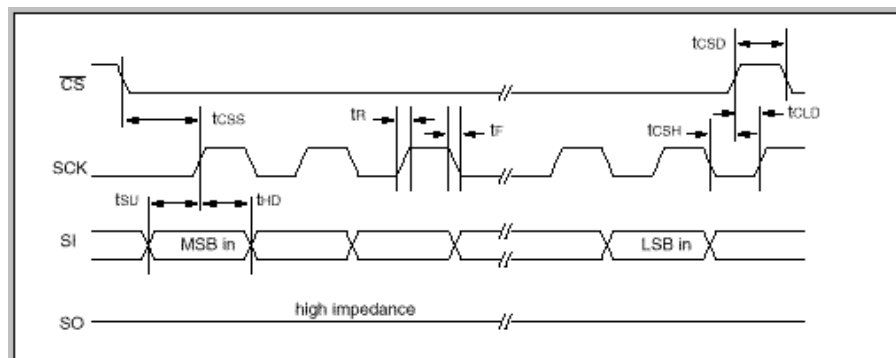 tCSD
CS
tCSS
tR
tF
tCSH
tCLD
SCK
tSU
tHD
SI
MSB in
LSB in
high impedance
SO